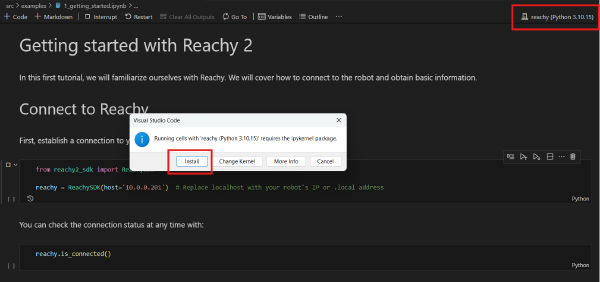 src > examples > 1_getting_started.ipynb > ...
+ Code + Markdown Interrupt Restart Clear All Outputs Go To Variables Outline ... reachy (Python 3.10.15)
Getting started with Reachy 2
In this first tutorial, we will familiarize ourselves with Reachy. We will cover how to connect to the robot and obtain basic information.
Connect to Reachy
Visual Studio Code
Running cells with 'reachy (Python 3.10.15)' requires the ipykernel package.
Install Change Kernel More Info Cancel
First, establish a connection to
from reachy2_sdk import
reachy = ReachySDK(host='10.0.0.201') # Replace localhost with your robot's IP or .local address
[ ] Python
You can check the connection status at any time with:
reachy.is_connected()
[ ] Python